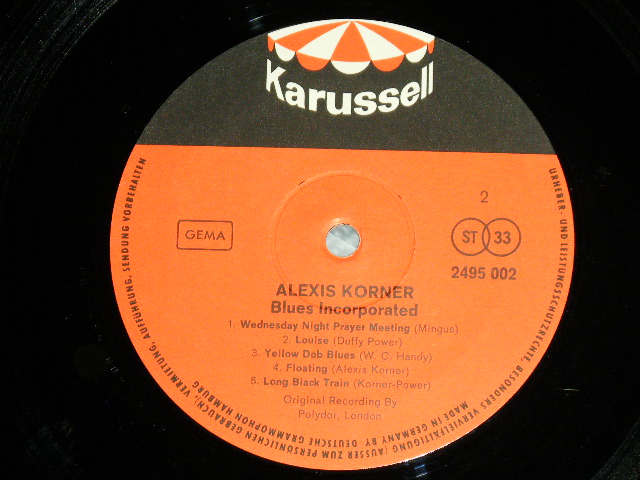 Karussell
2
GEMA
ST 33
2495 002
ALEXIS KORNER
Blues Incorporated
1. Wednesday Night Prayer Meeting (Mingus)
2. Louise (Duffy Power)
3. Yellow Dob Blues (W. C. Handy)
4. Floating (Alexis Korner)
5. Long Black Train (Korner-Power)
Original Recording By
Polydor, London
URHEBER- UND LEISTUNGSSCHUTZRECHTE, BESONDERS VERVIELFÄLTIGUNG (AUSSER ZUM PERSÖNLICHEN GEBRAUCH), VERMIETUNG, AUFFÜHRUNG, SENDUNG VORBEHALTEN
MADE IN GERMANY BY DEUTSCHE GRAMMOPHON HAMBURG